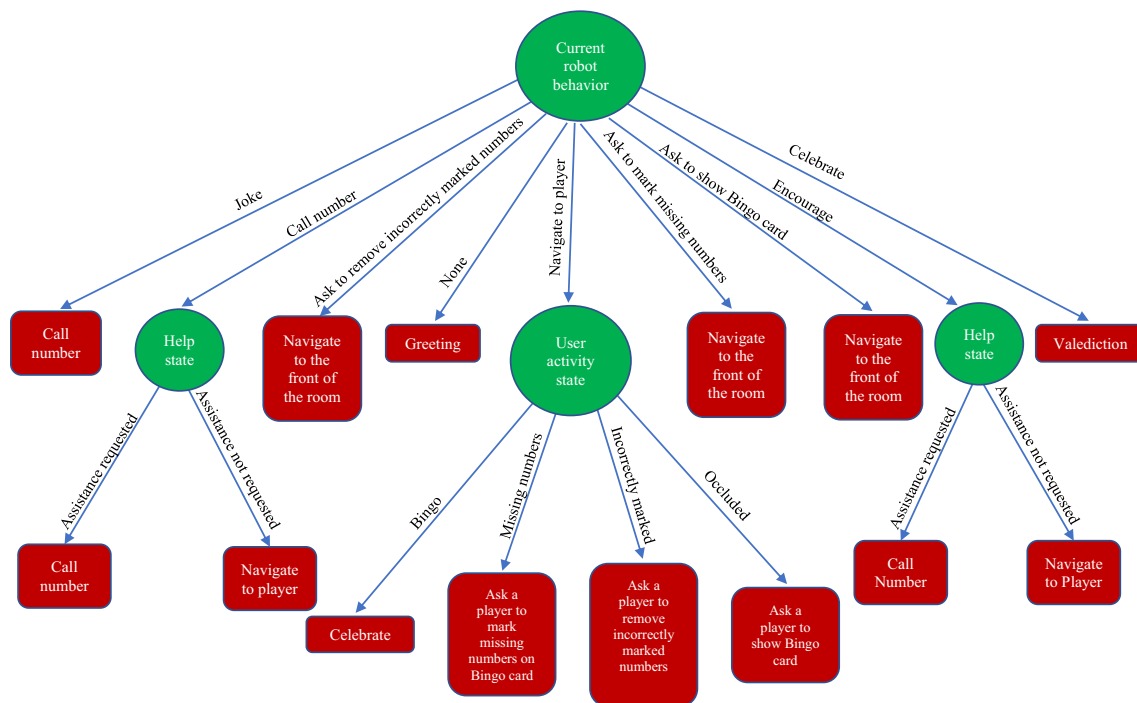 Current
robot
behavior
Joke
Call number
Ask to remove incorrectly marked numbers
None
Navigate to player
Ask to mark missing numbers
Ask to show Bingo card
Encourage
Celebrate
Call
number
Help
state
Navigate
to the
front of
the room
Greeting
User
activity
state
Navigate
to the
front of
the room
Navigate
to the
front of
the room
Help
state
Valediction
Assistance requested
Assistance not requested
Bingo
Missing numbers
Incorrectly marked
Occluded
Assistance requested
Assistance not requested
Call
number
Navigate
to player
Celebrate
Ask a
player to
mark
missing
numbers on
Bingo card
Ask a
player to
remove
incorrectly
marked
numbers
Ask a
player to
show Bingo
card
Call
Number
Navigate
to Player